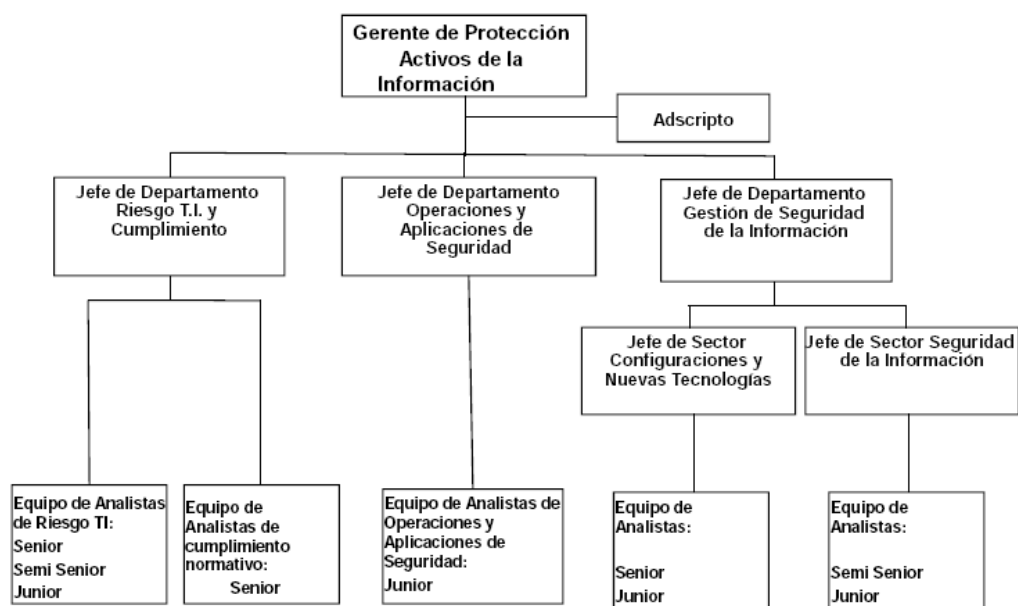 Gerente de Protección
Activos de la
Información
Adscripto
Jefe de Departamento
Riesgo T.I. y
Cumplimiento
Jefe de Departamento
Operaciones y
Aplicaciones de
Seguridad
Jefe de Departamento
Gestión de Seguridad
de la Información
Jefe de Sector
Configuraciones y
Nuevas Tecnologías
Jefe de Sector Seguridad
de la Información
Equipo de Analistas
de Riesgo TI:
Senior
Semi Senior
Junior
Equipo de
Analistas de
cumplimiento
normativo:
Senior
Equipo de Analistas de
Operaciones y
Aplicaciones de
Seguridad:
Junior
Equipo de
Analistas:
Senior
Junior
Equipo de
Analistas:
Semi Senior
Junior